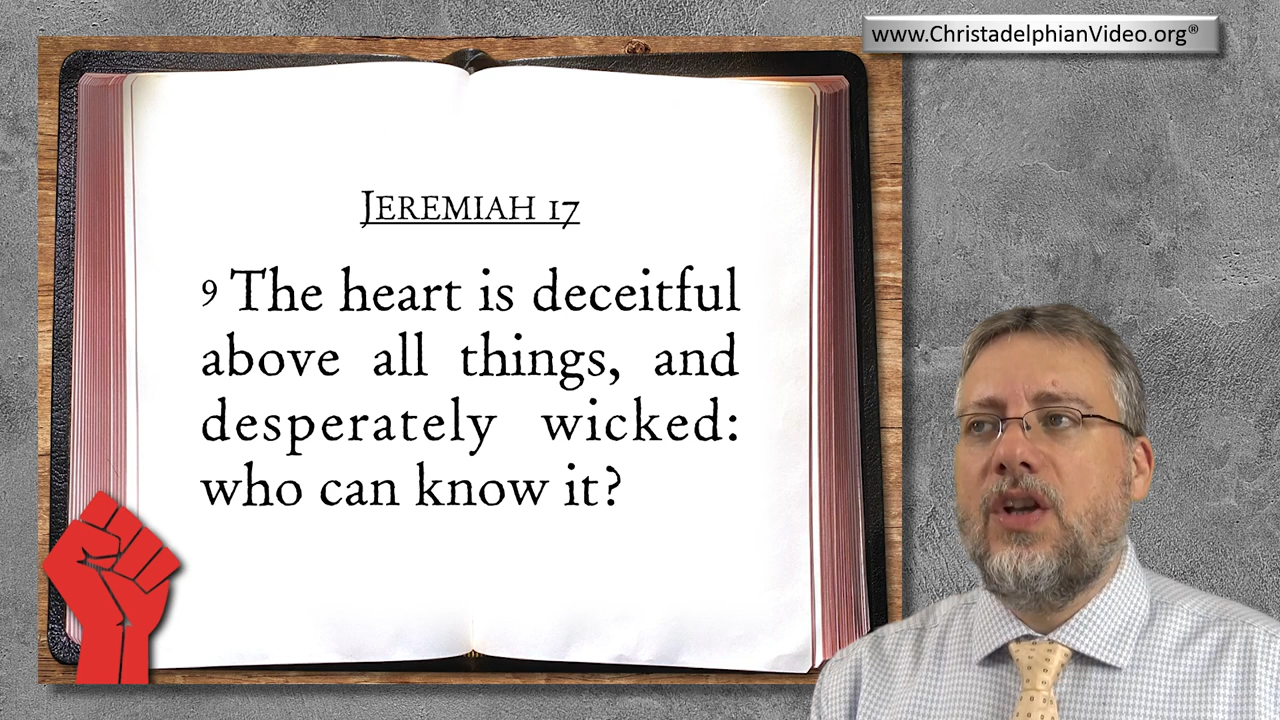 www.ChristadelphianVideo.org®
JEREMIAH 17
9 The heart is deceitful
above all things, and
desperately wicked:
who can know it?